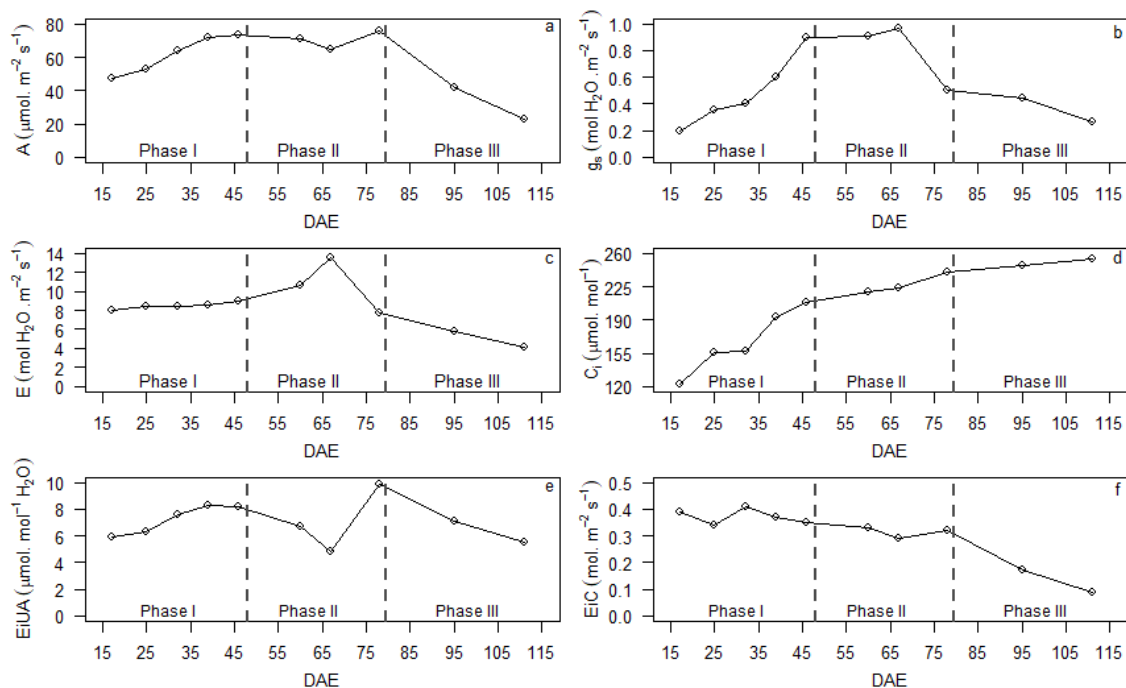 a
A ( μmol. m⁻² s⁻¹)
80
60
40
20
0
Phase I Phase II Phase III
15 25 35 45 55 65 75 85 95 105 115
DAE
b
gₛ ( mol H₂O .m⁻² s⁻¹)
1.0
0.8
0.6
0.4
0.2
0.0
Phase I Phase II Phase III
15 25 35 45 55 65 75 85 95 105 115
DAE
c
E ( mol H₂O .m⁻² s⁻¹)
14
12
10
8
6
4
2
0
Phase I Phase II Phase III
15 25 35 45 55 65 75 85 95 105 115
DAE
d
Cᵢ ( μmol. mol⁻¹)
260
225
190
155
120
Phase I Phase II Phase III
15 25 35 45 55 65 75 85 95 105 115
DAE
e
EiUA ( μmol. mol⁻¹ H₂O)
10
8
6
4
2
0
Phase I Phase II Phase III
15 25 35 45 55 65 75 85 95 105 115
DAE
f
EiC ( mol. m⁻² s⁻¹)
0.5
0.4
0.3
0.2
0.1
0.0
Phase I Phase II Phase III
15 25 35 45 55 65 75 85 95 105 115
DAE